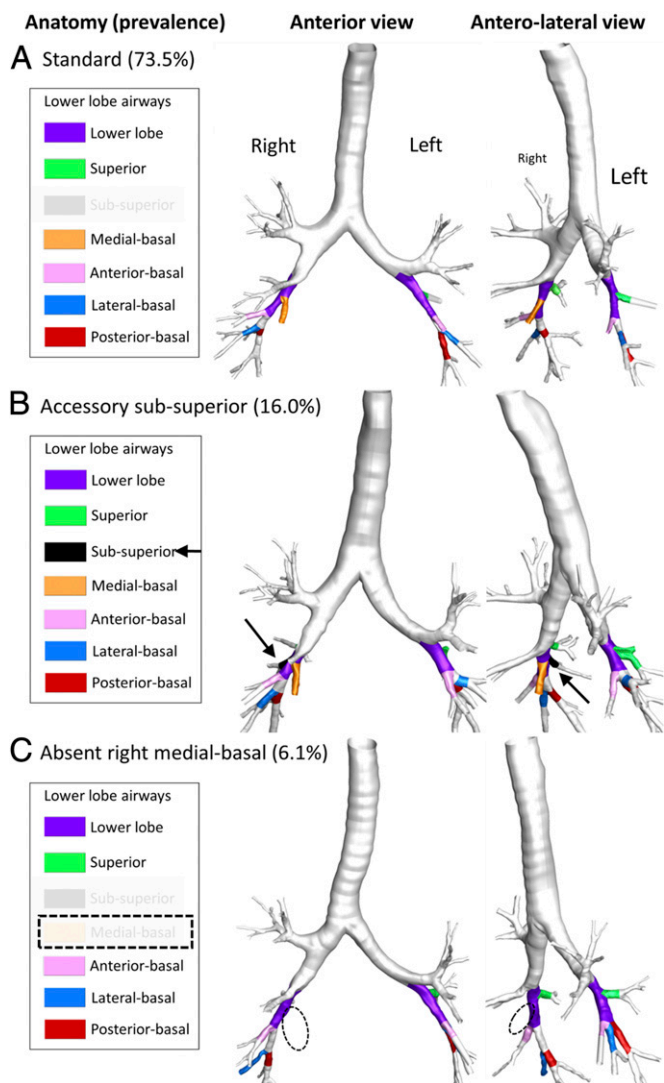 Anatomy (prevalence) Anterior view Antero-lateral view
A Standard (73.5%)
Lower lobe airways
Lower lobe
Superior
Sub-superior
Medial-basal
Anterior-basal
Lateral-basal
Posterior-basal
Right Left
Right
Left
B Accessory sub-superior (16.0%)
Lower lobe airways
Lower lobe
Superior
Sub-superior
Medial-basal
Anterior-basal
Lateral-basal
Posterior-basal
C Absent right medial-basal (6.1%)
Lower lobe airways
Lower lobe
Superior
Sub-superior
Medial-basal
Anterior-basal
Lateral-basal
Posterior-basal